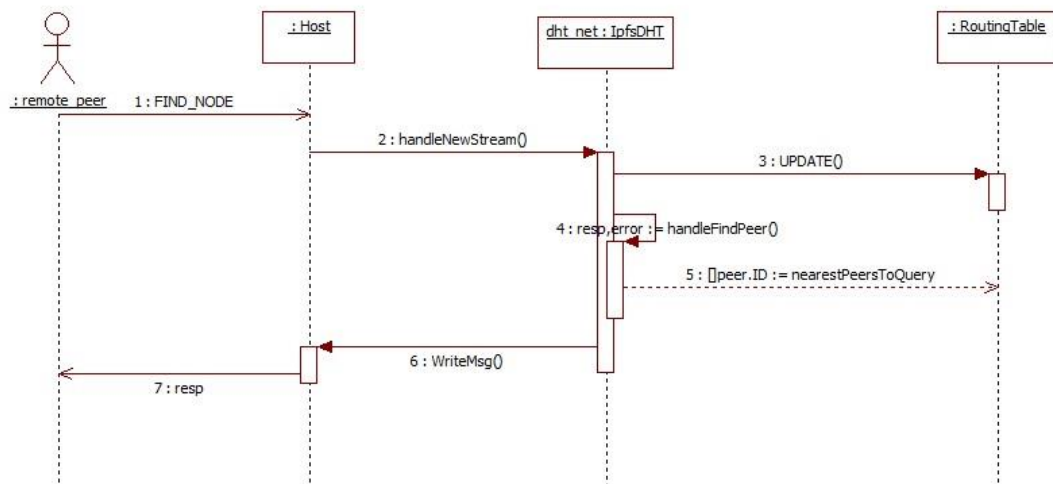 : Host
dht_net : IpfsDHT
: RoutingTable
: remote_peer
1 : FIND_NODE
2 : handleNewStream()
3 : UPDATE()
4 : resp,error := handleFindPeer()
5 : []peer.ID := nearestPeersToQuery
6 : WriteMsg()
7 : resp